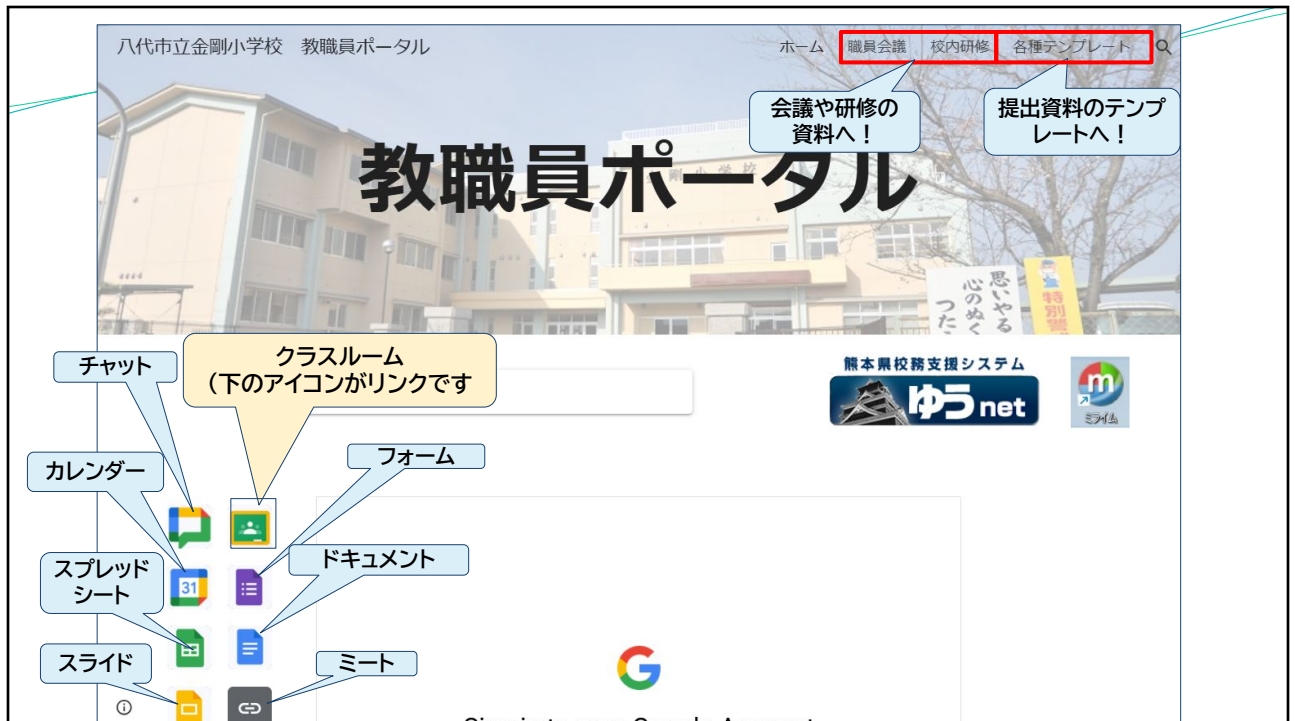 八代市立金剛小学校 教職員ポータル
ホーム 職員会議 校内研修 各種テンプレート
会議や研修の
資料へ!
提出資料のテンプ
レートへ!
教職員ポータル
剛 小 学 校
思いやる
心のぬく
つた
特別警
チャット
クラスルーム
(下のアイコンがリンクです
熊本県校務支援システム
ゆうnet
m
ミライム
カレンダー
フォーム
スプレッド
シート
31
ドキュメント
スライド
ミート
G
Sign in to your Google Account